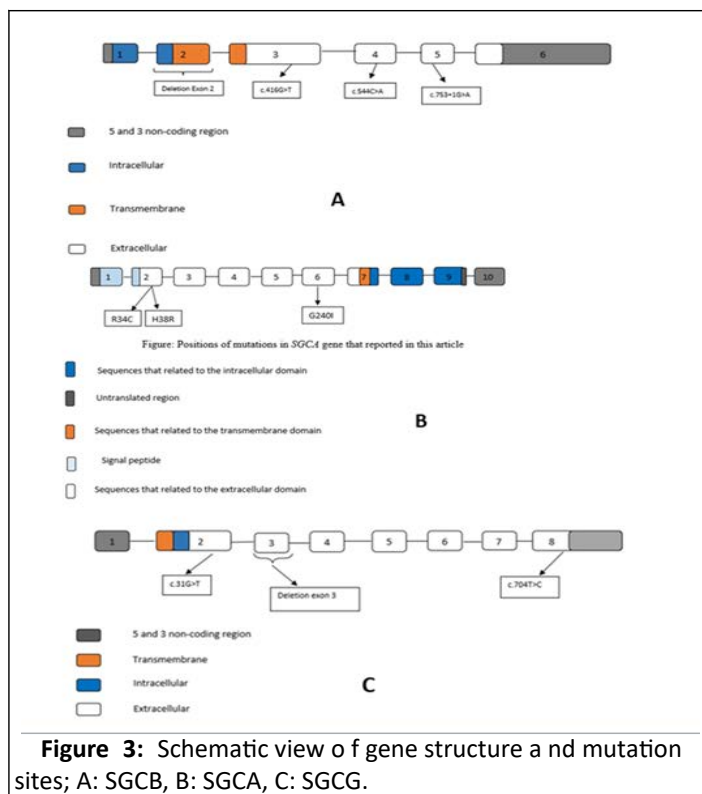 1 2 3 4 5 6
Deletion Exon 2
c.416G>T
c.544C>A
c.753+1G>A
5 and 3 non-coding region
Intracellular
Transmembrane
A
Extracellular
1 2 3 4 5 6 7 8 9 10
R34C H38R
G240I
Figure: Positions of mutations in SGCA gene that reported in this article
Sequences that related to the intracellular domain
Untranslated region
B
Sequences that related to the transmembrane domain
Signal peptide
Sequences that related to the extracellular domain
1 2 3 4 5 6 7 8
c.31G>T
Deletion exon 3
c.704T>C
5 and 3 non-coding region
Transmembrane
Intracellular
C
Extracellular
Figure 3: Schematic view o f gene structure a nd mutation
sites; A: SGCB, B: SGCA, C: SGCG.